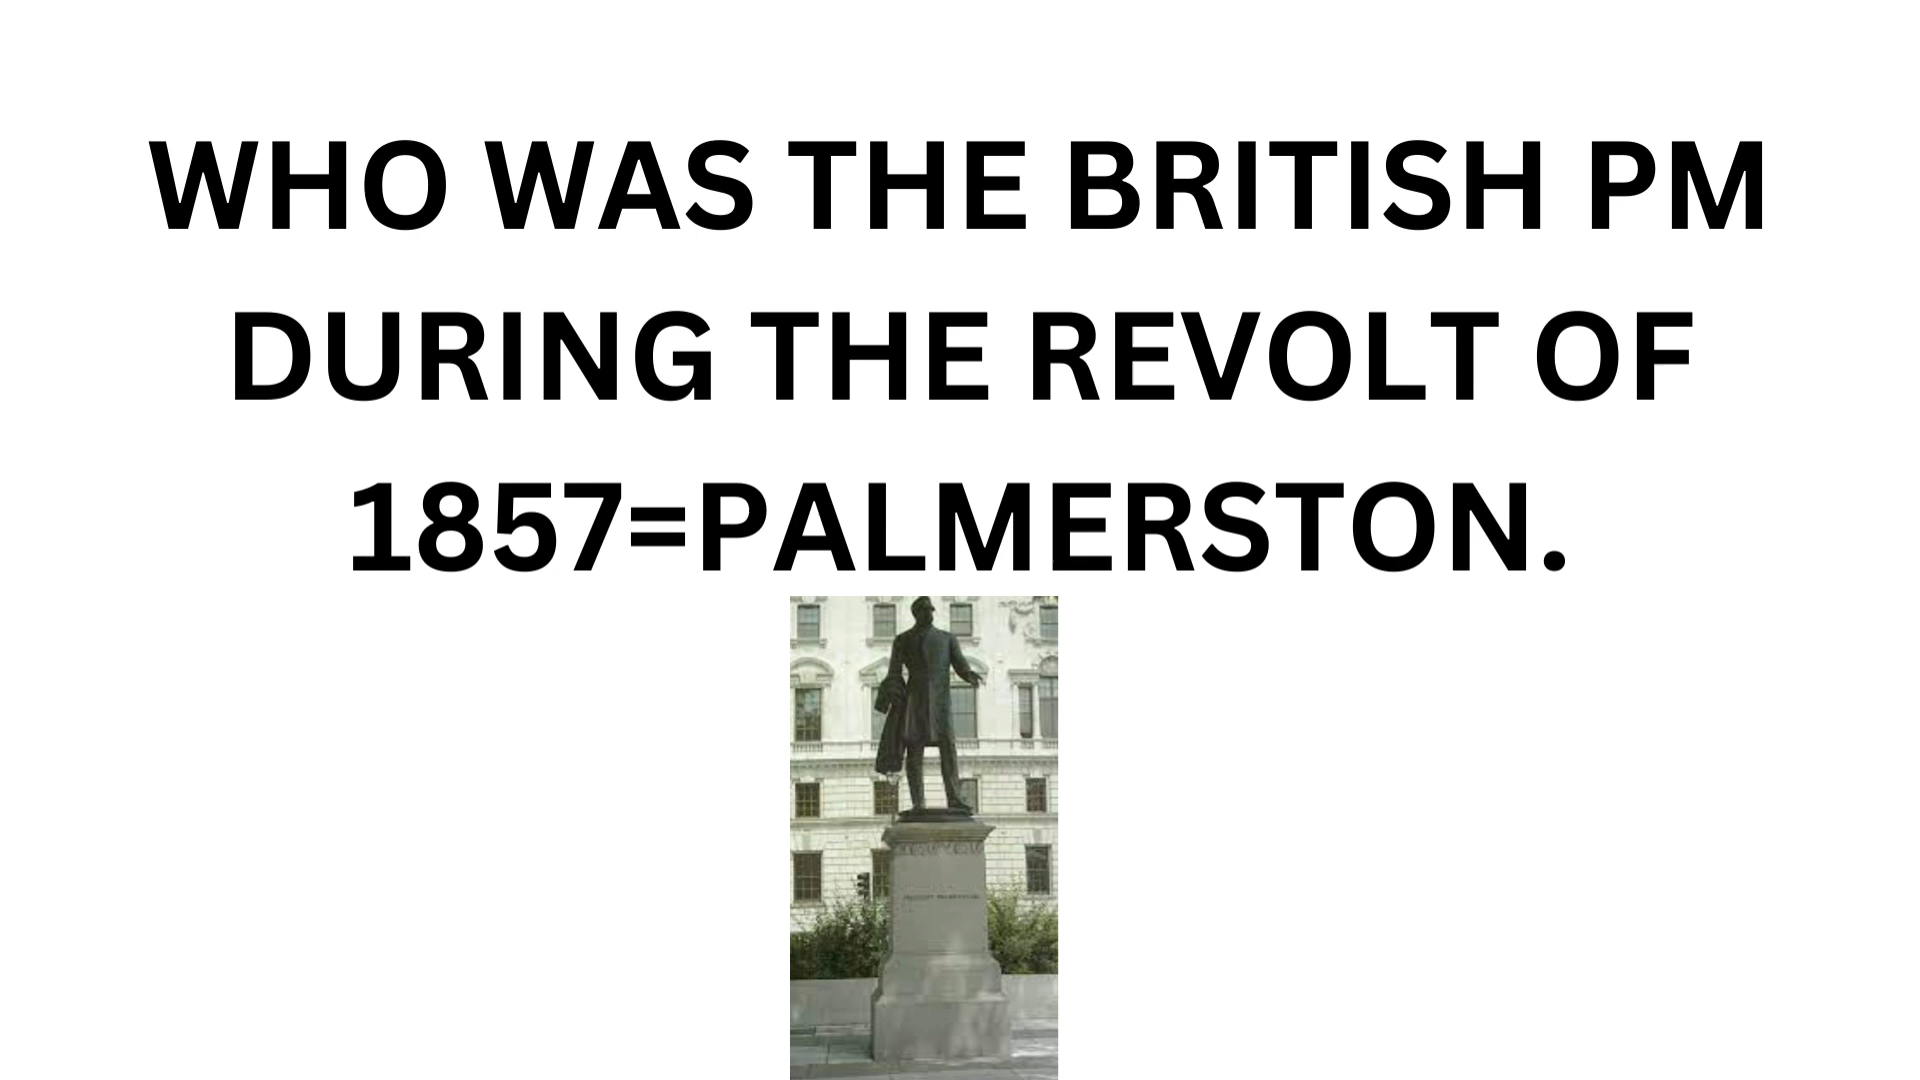 WHO WAS THE BRITISH PM
DURING THE REVOLT OF
1857=PALMERSTON.